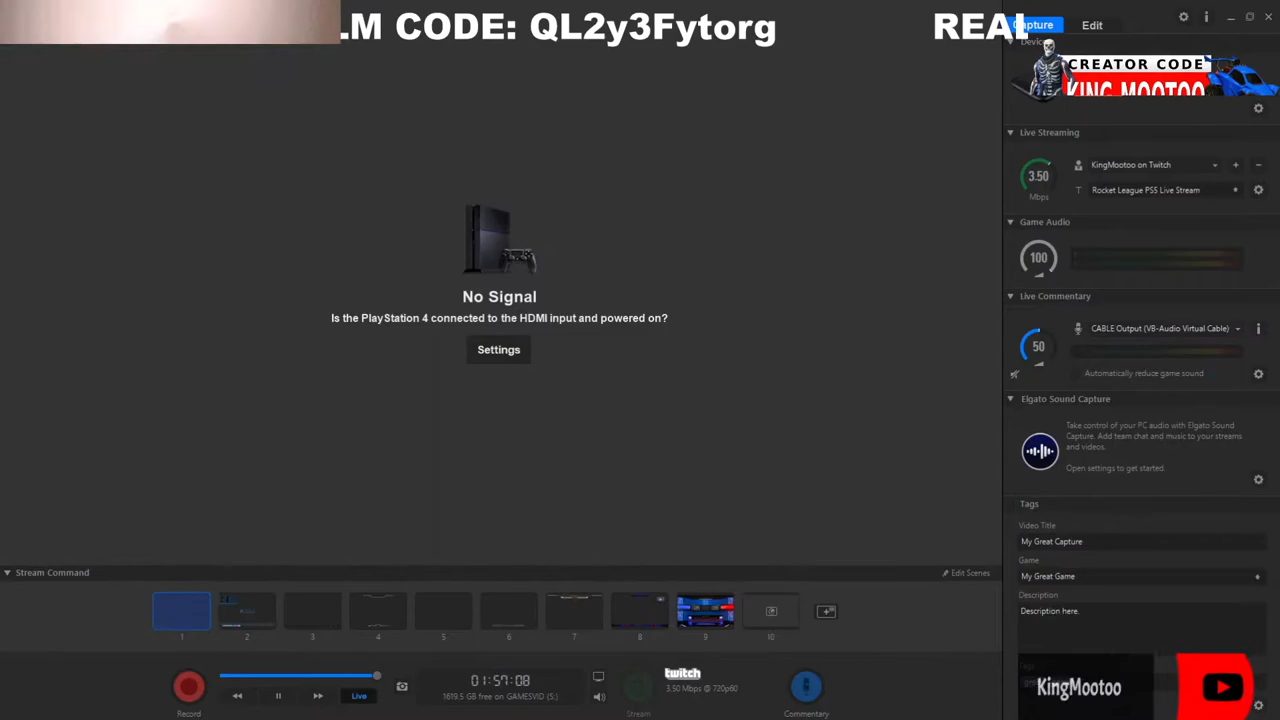 LM CODE: QL2y3Fytorg REAL
Capture
Edit
CREATOR CODE
KING MOOTOO
Live Streaming
3.50
Mbps
KingMootoo on Twitch
Rocket League PS5 Live Stream
Game Audio
100
No Signal
Is the PlayStation 4 connected to the HDMI input and powered on?
Settings
Live Commentary
50
CABLE Output (VB-Audio Virtual Cable)
Automatically reduce game sound
Elgato Sound Capture
Take control of your PC audio with Elgato Sound
Capture. Add team chat and music to your streams
and videos.
Open settings to get started.
Tags
Video Title
My Great Capture
Game
My Great Game
Description
Description here.
Tags
KingMootoo
Stream Command
Edit Scenes
1 2 3 4 5 6 7 8 9 10
Record
Live
01:57:08
1619.5 GB free on GAMESVID (S:)
Stream
twitch
3.50 Mbps @ 720p60
Commentary